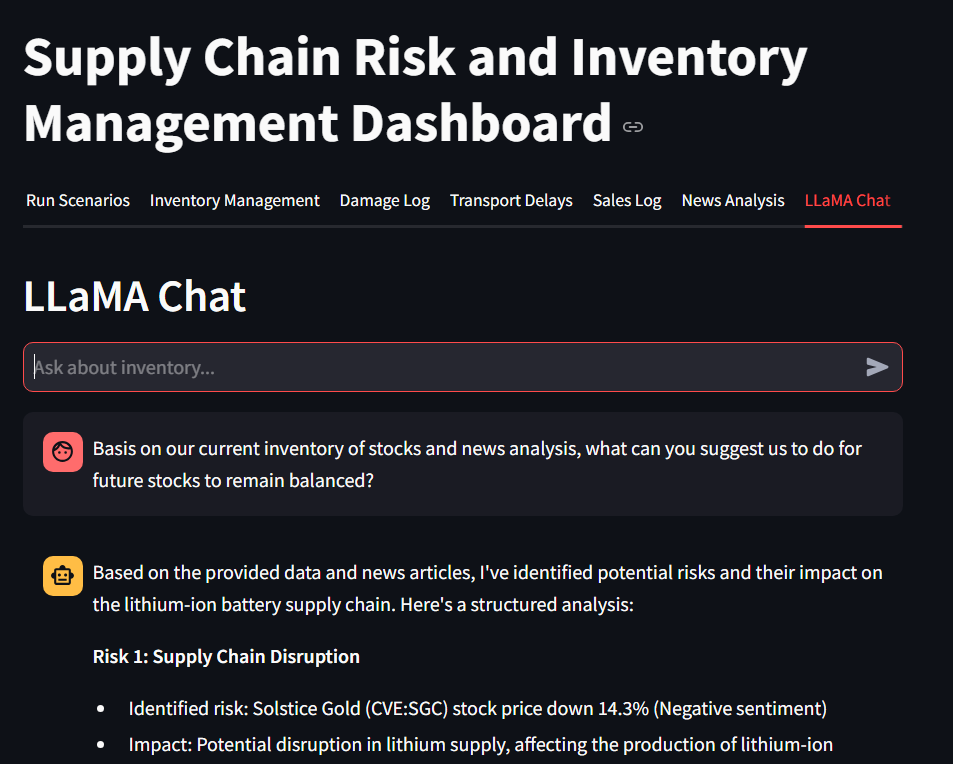 Supply Chain Risk and Inventory
Management Dashboard
Run Scenarios Inventory Management Damage Log Transport Delays Sales Log News Analysis LLaMA Chat
LLaMA Chat
Ask about inventory...
Basis on our current inventory of stocks and news analysis, what can you suggest us to do for
future stocks to remain balanced?
Based on the provided data and news articles, I've identified potential risks and their impact on
the lithium-ion battery supply chain. Here's a structured analysis:
Risk 1: Supply Chain Disruption
• Identified risk: Solstice Gold (CVE:SGC) stock price down 14.3% (Negative sentiment)
• Impact: Potential disruption in lithium supply, affecting the production of lithium-ion